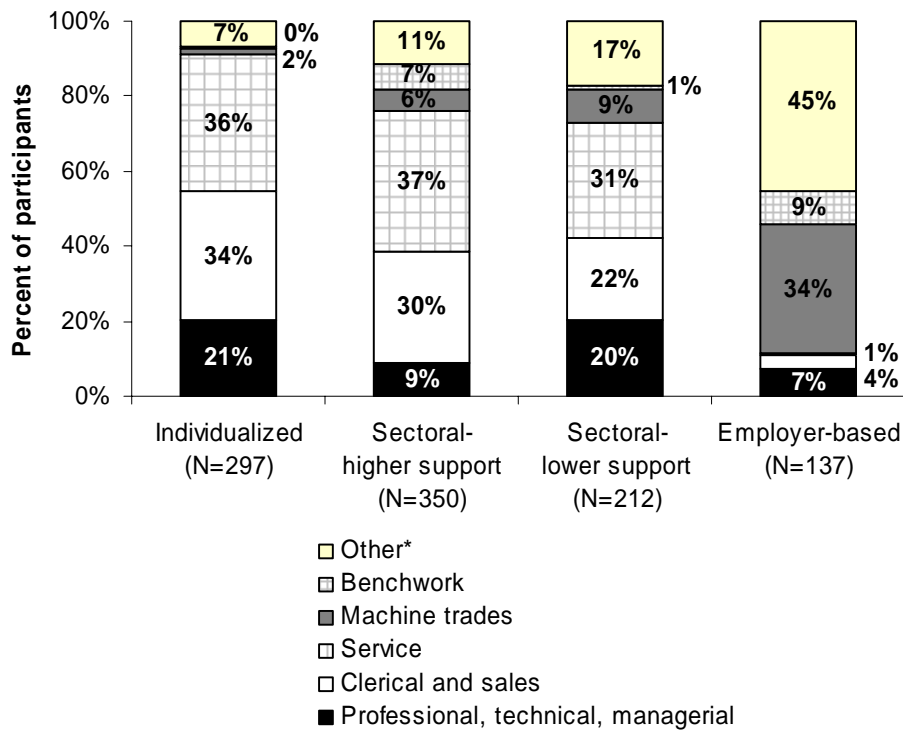 Percent of participants
100%
80%
60%
40%
20%
0%
7%
0%
2%
36%
34%
21%
11%
7%
6%
37%
30%
9%
17%
1%
9%
31%
22%
20%
45%
9%
34%
1%
4%
7%
Individualized
(N=297)
Sectoral-
higher support
(N=350)
Sectoral-
lower support
(N=212)
Employer-based
(N=137)
Other*
Benchwork
Machine trades
Service
Clerical and sales
Professional, technical, managerial